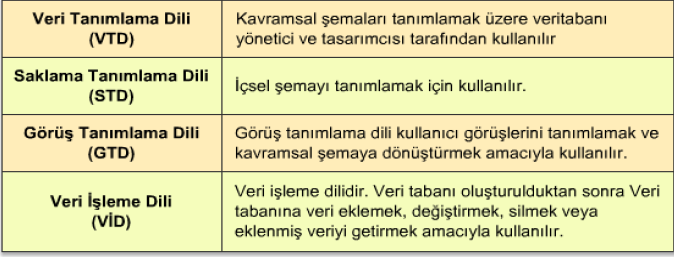 Veri Tanımlama Dili
(VTD)
Kavramsal şemaları tanımlamak üzere veritabanı
yönetici ve tasarımcısı tarafından kullanılır
Saklama Tanımlama Dili
(STD)
İçsel şemayı tanımlamak için kullanılır.
Görüş Tanımlama Dili
(GTD)
Görüş tanımlama dili kullanıcı görüşlerini tanımlamak ve
kavramsal şemaya dönüştürmek amacıyla kullanılır.
Veri İşleme Dili
(VİD)
Veri işleme dilidir. Veri tabanı oluşturulduktan sonra Veri
tabanına veri eklemek, değiştirmek, silmek veya
eklenmiş veriyi getirmek amacıyla kullanılır.